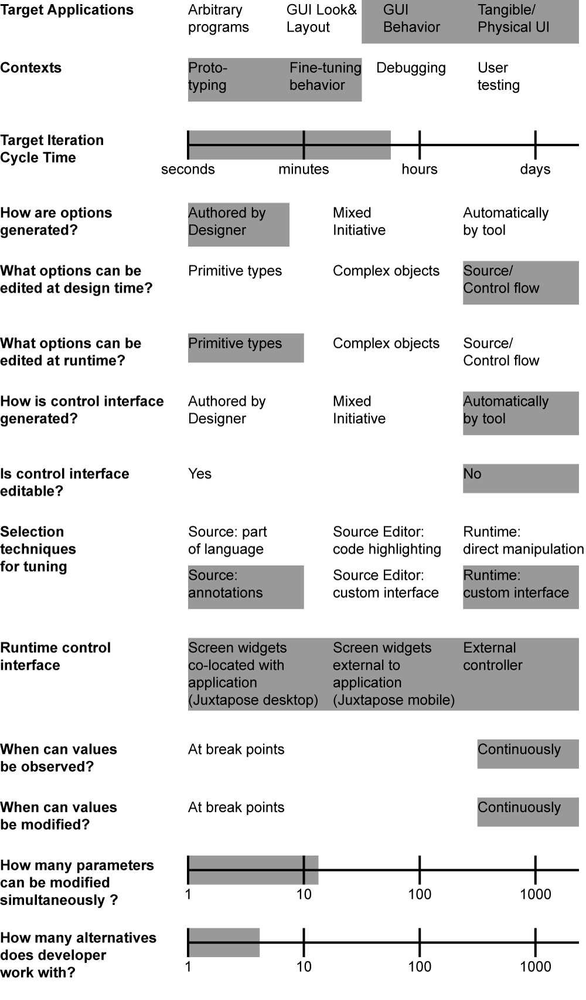 Target Applications
Arbitrary
programs
GUI Look&
Layout
GUI
Behavior
Tangible/
Physical UI
Contexts
Proto-
typing
Fine-tuning
behavior
Debugging
User
testing
Target Iteration
Cycle Time
seconds
minutes
hours
days
How are options
generated?
Authored by
Designer
Mixed
Initiative
Automatically
by tool
What options can be
edited at design time?
Primitive types
Complex objects
Source/
Control flow
What options can be
edited at runtime?
Primitive types
Complex objects
Source/
Control flow
How is control interface
generated?
Authored by
Designer
Mixed
Initiative
Automatically
by tool
Is control interface
editable?
Yes
No
Selection
techniques
for tuning
Source: part
of language
Source Editor:
code highlighting
Runtime:
direct manipulation
Source:
annotations
Source Editor:
custom interface
Runtime:
custom interface
Runtime control
interface
Screen widgets
co-located with
application
(Juxtapose desktop)
Screen widgets
external to
application
(Juxtapose mobile)
External
controller
When can values
be observed?
At break points
Continuously
When can values
be modified?
At break points
Continuously
How many parameters
can be modified
simultaneously ?
1
10
100
1000
How many alternatives
does developer
work with?
1
10
100
1000